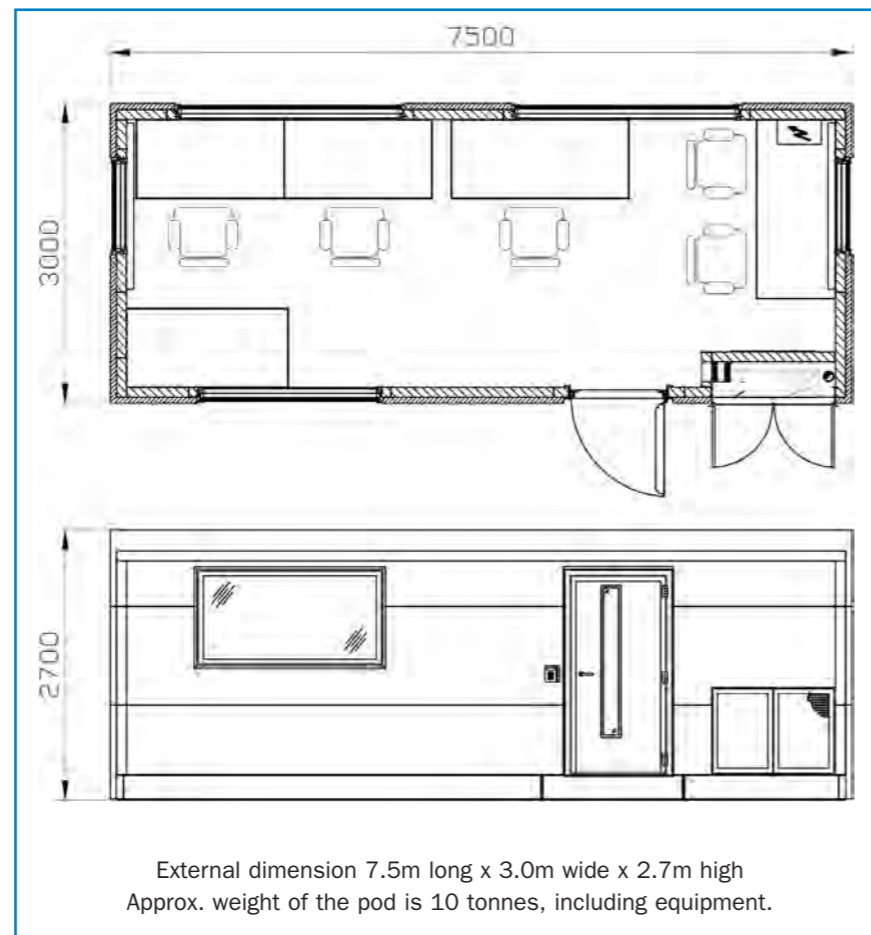 7500
3000
2700
External dimension 7.5m long x 3.0m wide x 2.7m high
Approx. weight of the pod is 10 tonnes, including equipment.